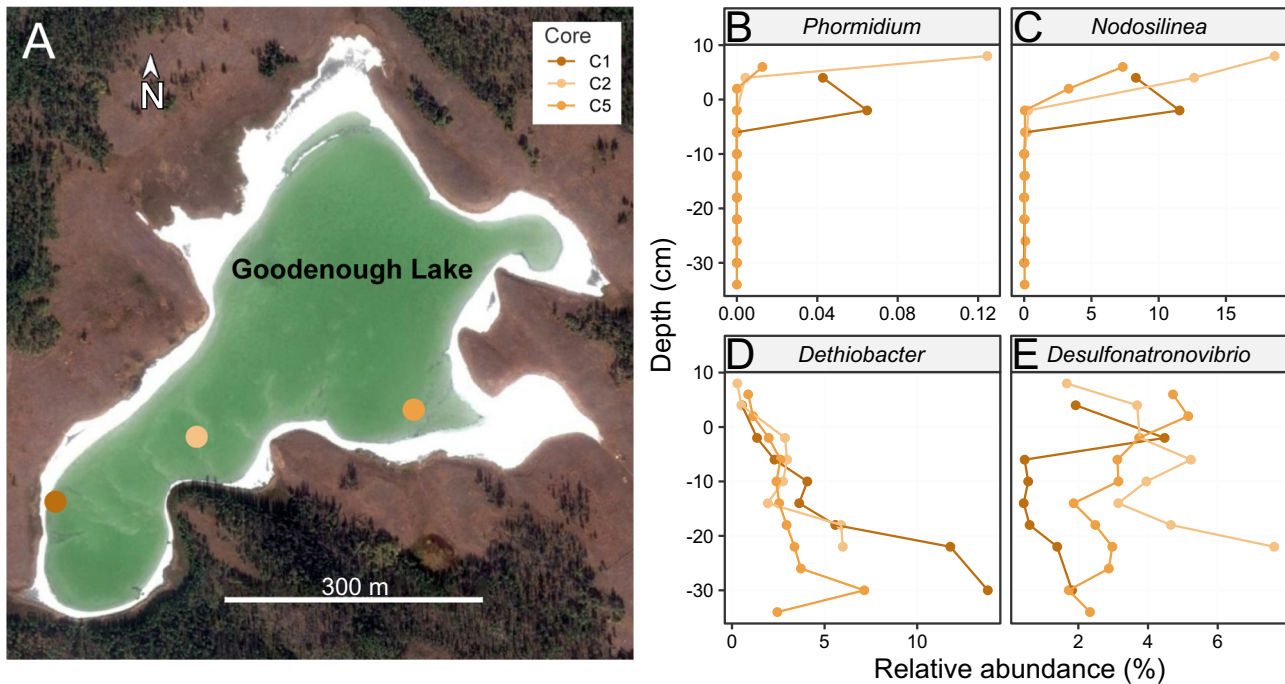 A
N
Core
C1
C2
C5
Goodenough Lake
300 m
B
Phormidium
C
Nodosilinea
10
0
-10
-20
-30
0.00 0.04 0.08 0.12
0 5 10 15
Depth (cm)
D
Dethiobacter
E
Desulfonatronovibrio
10
0
-10
-20
-30
0 5 10
2 4 6
Relative abundance (%)